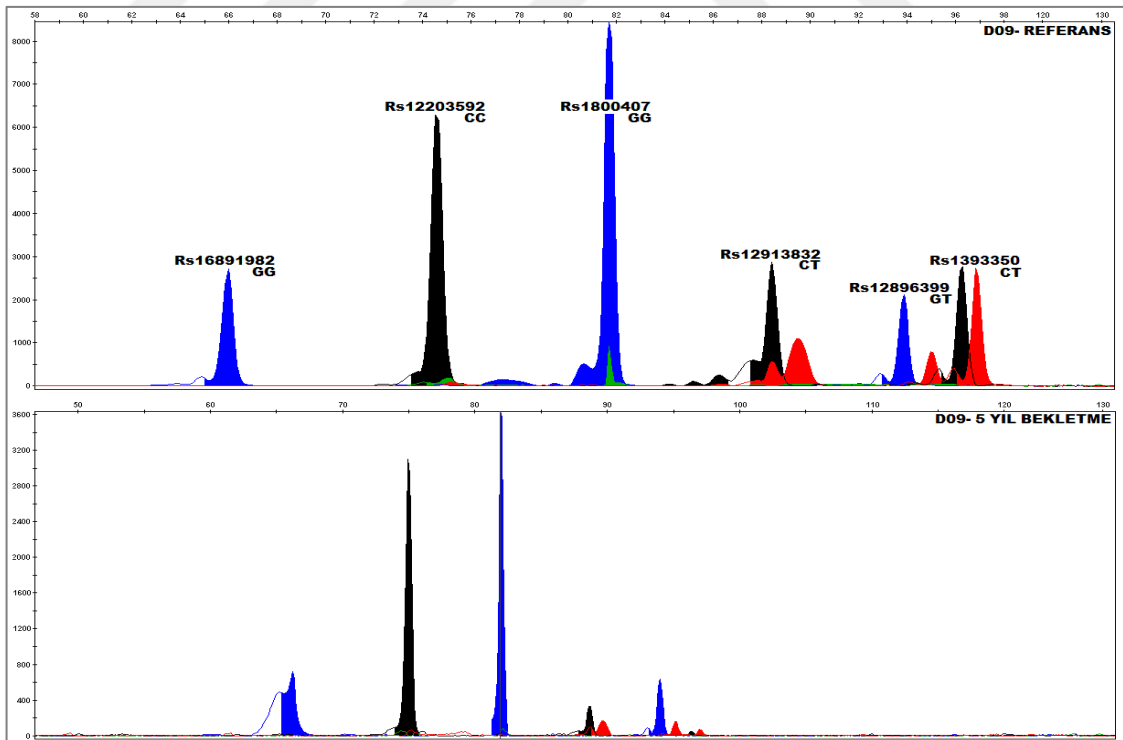 58 60 62 64 66 68 70 72 74 76 78 80 82 84 86 88 90 92 94 96 98 120 130
D09- REFERANS
8000
7000
6000
5000
4000
3000
2000
1000
0
Rs12203592
CC
Rs1800407
GG
Rs16891982
GG
Rs12913832
CT
Rs1393350
CT
Rs12896399
GT
50 60 70 80 90 100 110 120 130
D09- 5 YIL BEKLETME
3600
3200
2800
2400
2000
1600
1200
800
400
0